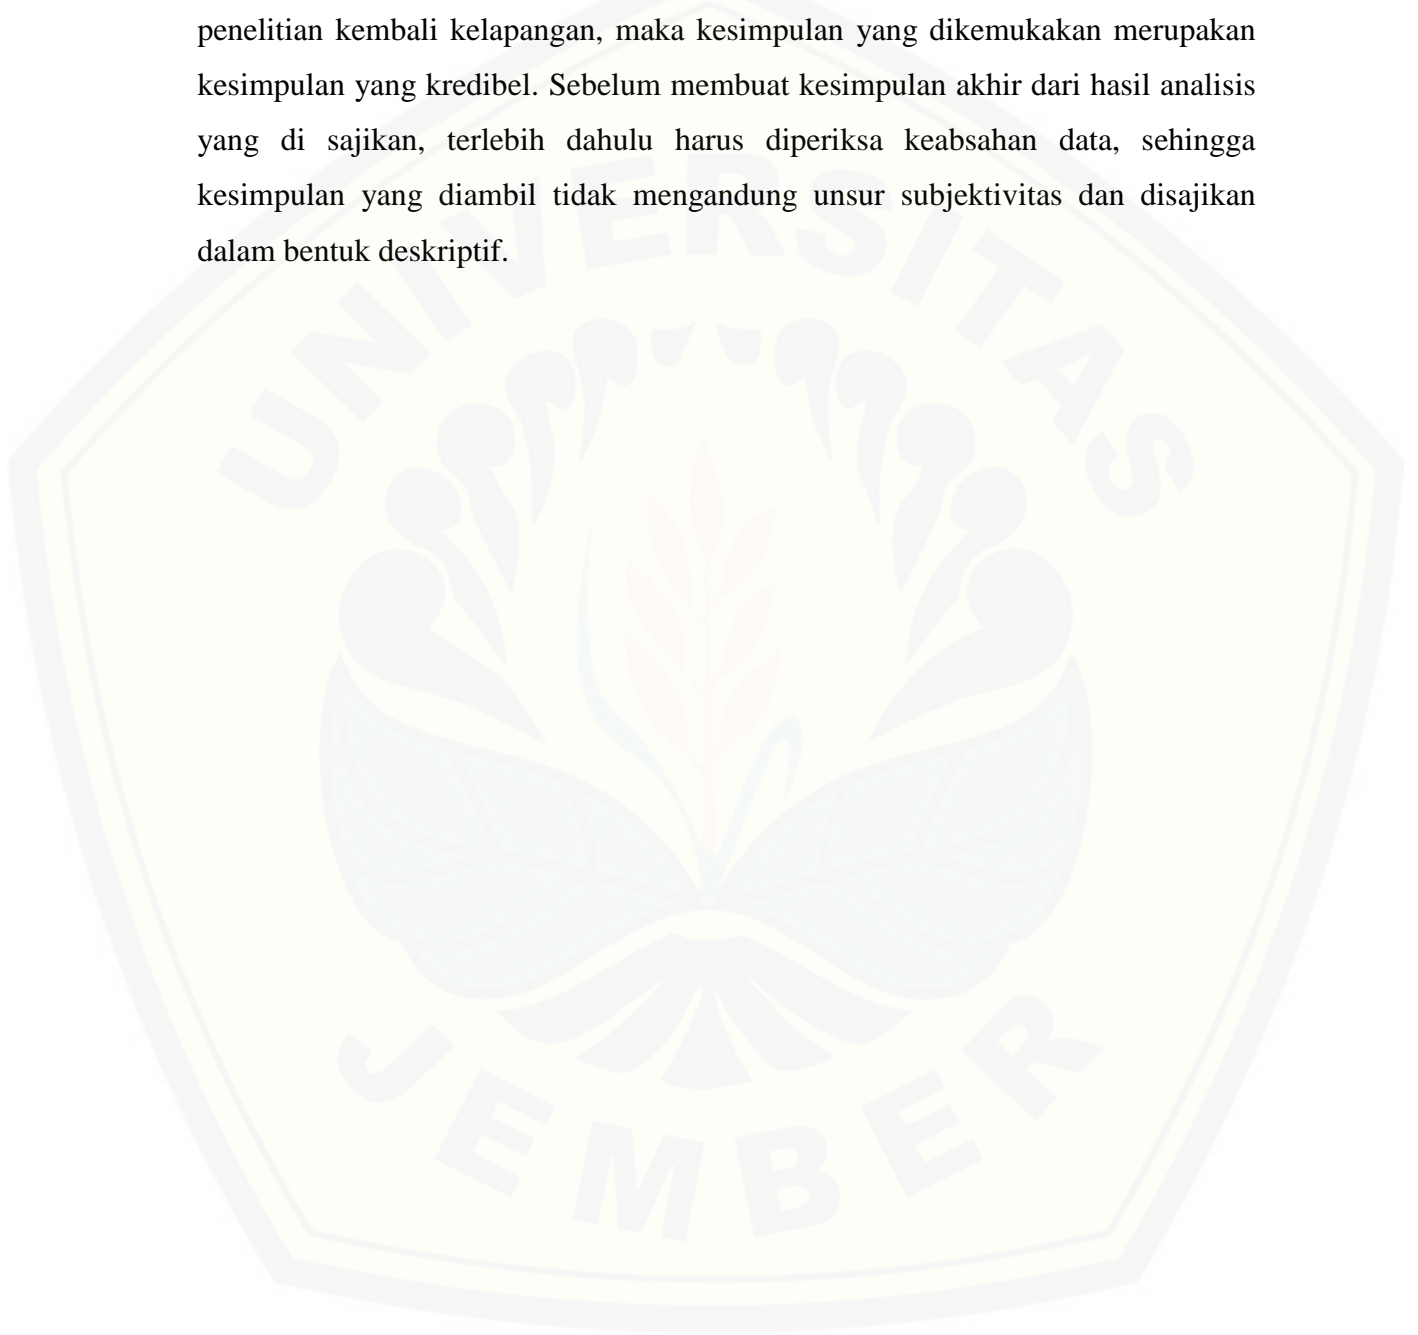 penelitian kembali kelapangan, maka kesimpulan yang dikemukakan merupakan
kesimpulan yang kredibel. Sebelum membuat kesimpulan akhir dari hasil analisis
yang di sajikan, terlebih dahulu harus diperiksa keabsahan data, sehingga
kesimpulan yang diambil tidak mengandung unsur subjektivitas dan disajikan
dalam bentuk deskriptif.
UNIVERSITAS
JEMBER